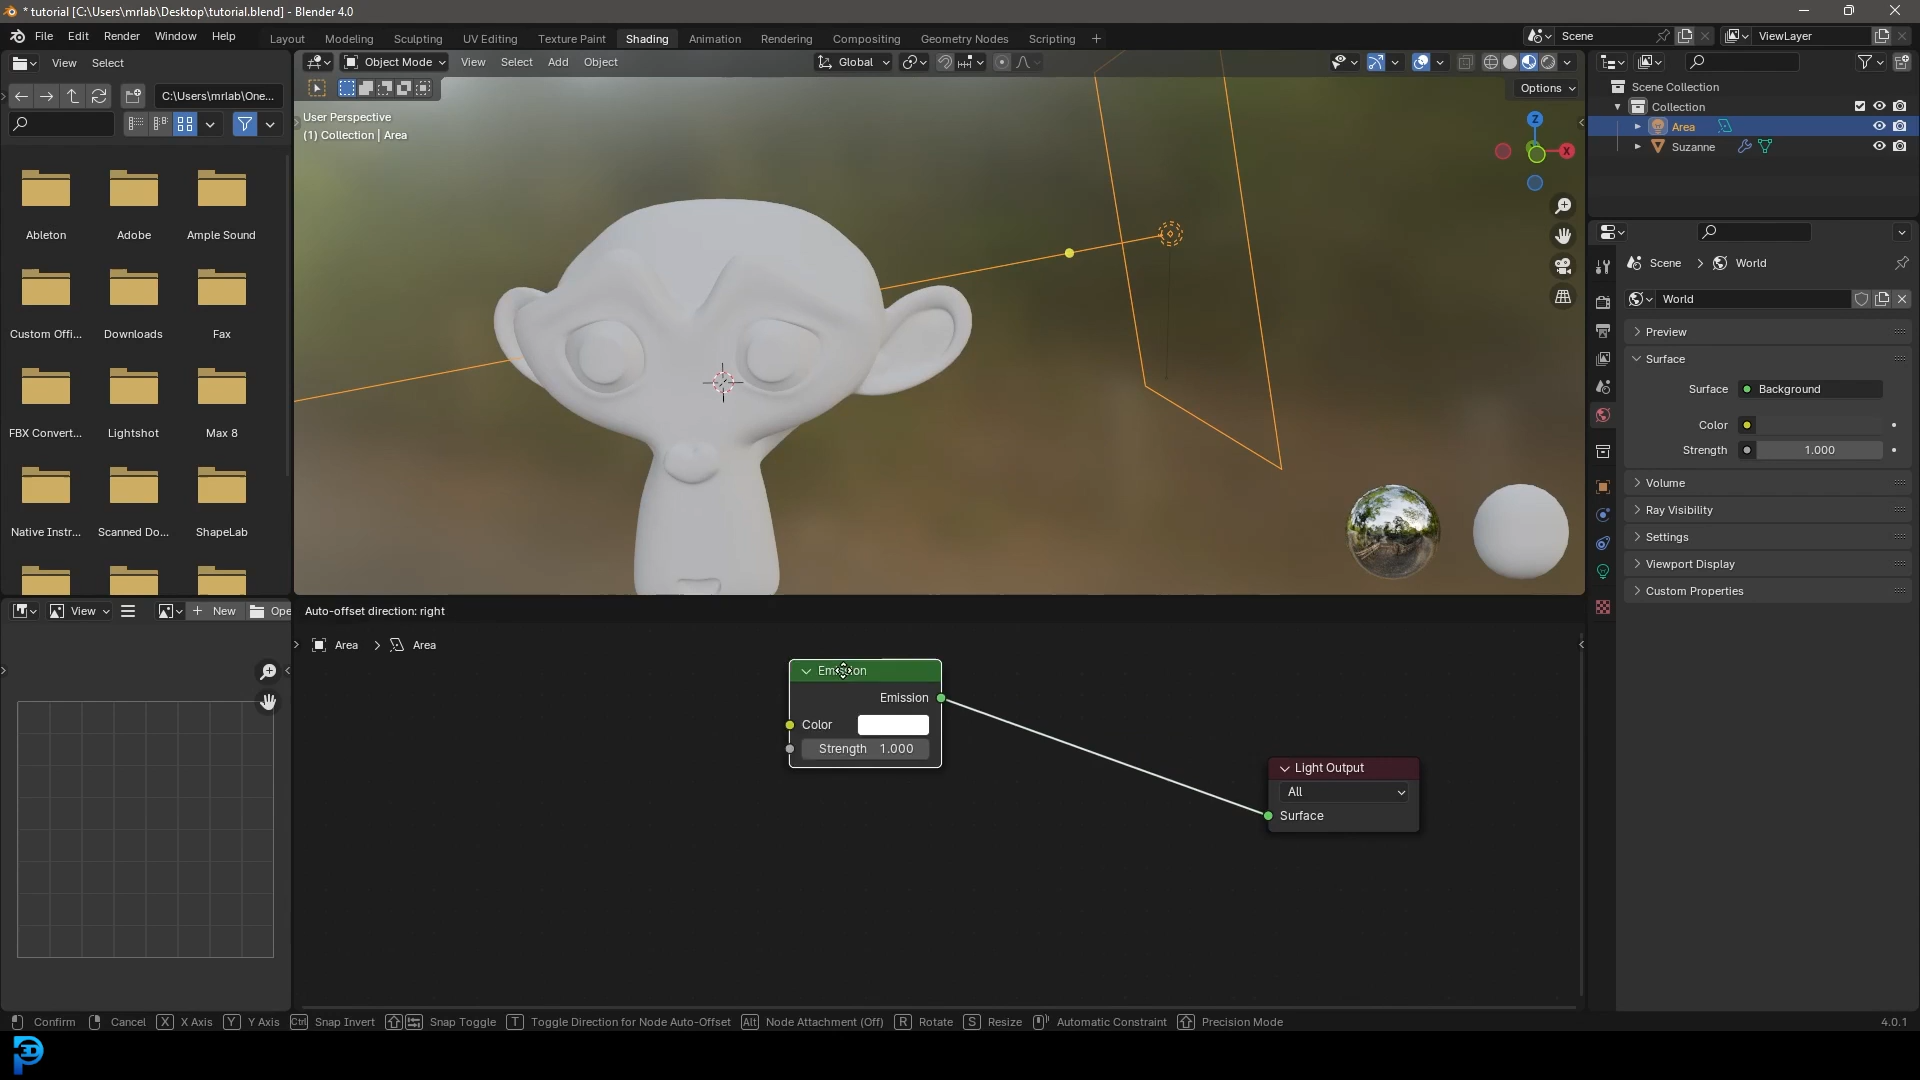 * tutorial [C:\Users\mrlab\Desktop\tutorial.blend] - Blender 4.0
File Edit Render Window Help
Layout Modeling Sculpting UV Editing Texture Paint Shading Animation Rendering Compositing Geometry Nodes Scripting
Scene
ViewLayer
View Select
C:\Users\mrlab\One...
Object Mode View Select Add Object
Global
Options
User Perspective
(1) Collection | Area
Z
X
Ableton Adobe Ample Sound
Custom Offi... Downloads Fax
FBX Convert... Lightshot Max 8
Native Instr... Scanned Do... ShapeLab
Scene Collection
Collection
Area
Suzanne
Scene > World
World
Preview
Surface
Surface Background
Color
Strength 1.000
Volume
Ray Visibility
Settings
Viewport Display
Custom Properties
View
New
Ope
Auto-offset direction: right
Area > Area
Emission
Emission
Color
Strength 1.000
Light Output
All
Surface
Confirm Cancel X X Axis Y Y Axis Ctrl Snap Invert Snap Toggle T Toggle Direction for Node Auto-Offset Alt Node Attachment (Off) R Rotate S Resize Automatic Constraint Precision Mode
4.0.1